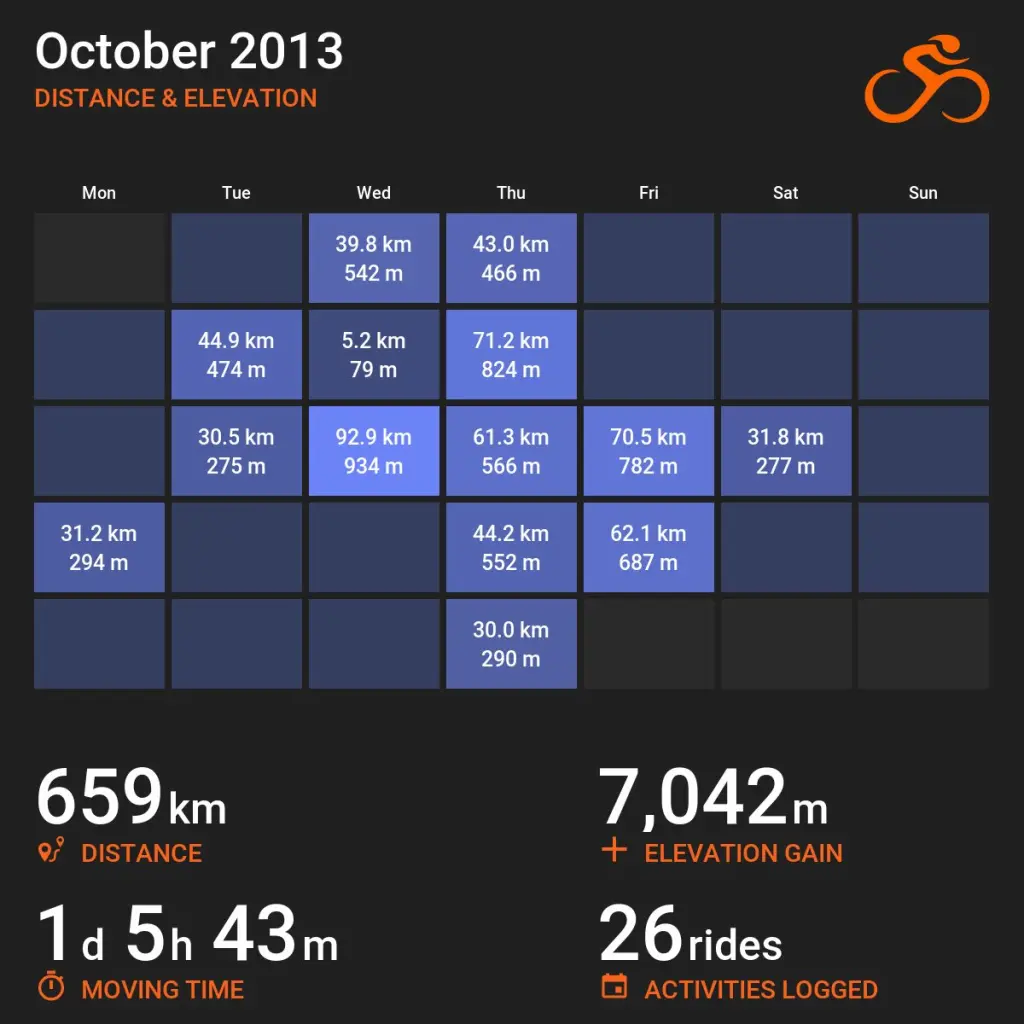 October 2013
DISTANCE & ELEVATION
Mon Tue Wed Thu Fri Sat Sun
39.8 km 43.0 km
542 m 466 m
44.9 km 5.2 km 71.2 km
474 m 79 m 824 m
30.5 km 92.9 km 61.3 km 70.5 km 31.8 km
275 m 934 m 566 m 782 m 277 m
31.2 km 44.2 km 62.1 km
294 m 552 m 687 m
30.0 km
290 m
659 km 7,042 m
DISTANCE ELEVATION GAIN
1 d 5 h 43 m 26 rides
MOVING TIME ACTIVITIES LOGGED